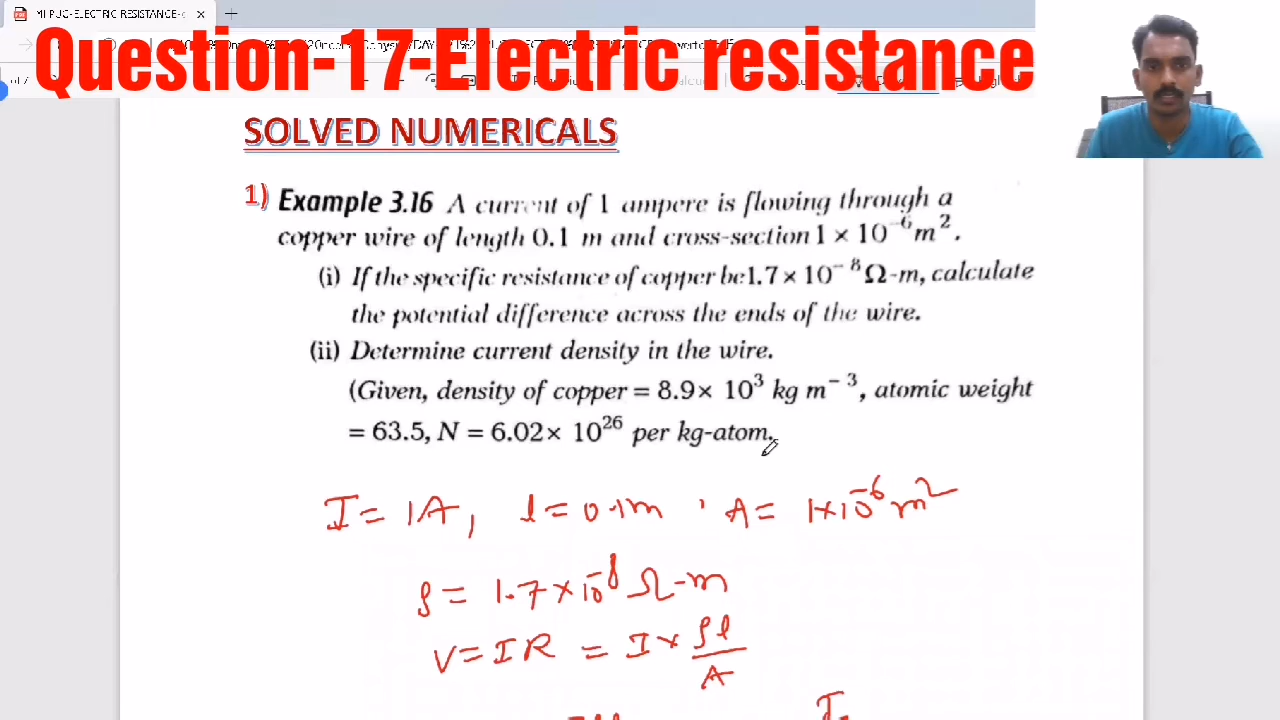 MI PUC-ELECTRIC RESISTANCE-
Question-17-Electric resistance
SOLVED NUMERICALS
1) Example 3.16 A current of 1 ampere is flowing through a
copper wire of length 0.1 m and cross-section 1 × 10⁻⁶ m².
(i) If the specific resistance of copper be 1.7 × 10⁻⁸ Ω-m, calculate
the potential difference across the ends of the wire.
(ii) Determine current density in the wire.
(Given, density of copper = 8.9× 10³ kg m⁻³, atomic weight
= 63.5, N = 6.02× 10²⁶ per kg-atom.
I = 1A, l = 0.1m , A = 1×10⁻⁶ m²
ρ = 1.7 × 10⁻⁸ Ω-m
V = IR = I × ρl/A